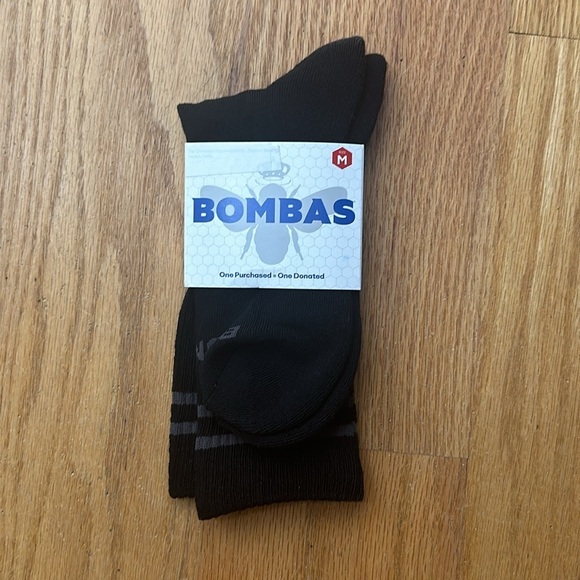 M
BOMBAS
One Purchased = One Donated